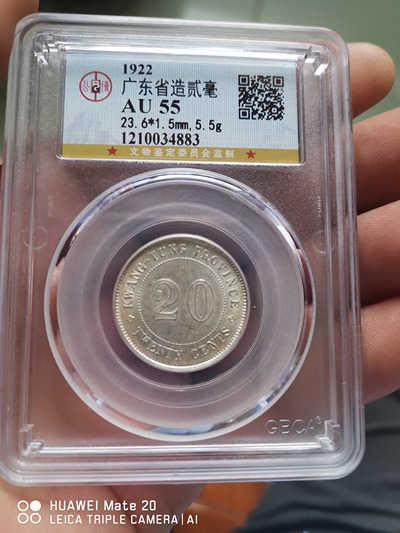 1922
广东省造贰毫
AU 55
23.6*1.5mm,5.5g
1210034883
★ 文物鉴定委员会监制 ★
KWANG-TUNG PROVINCE
20
TWENTY CENTS
GBCA®
HUAWEI Mate 20
LEICA TRIPLE CAMERA | AI